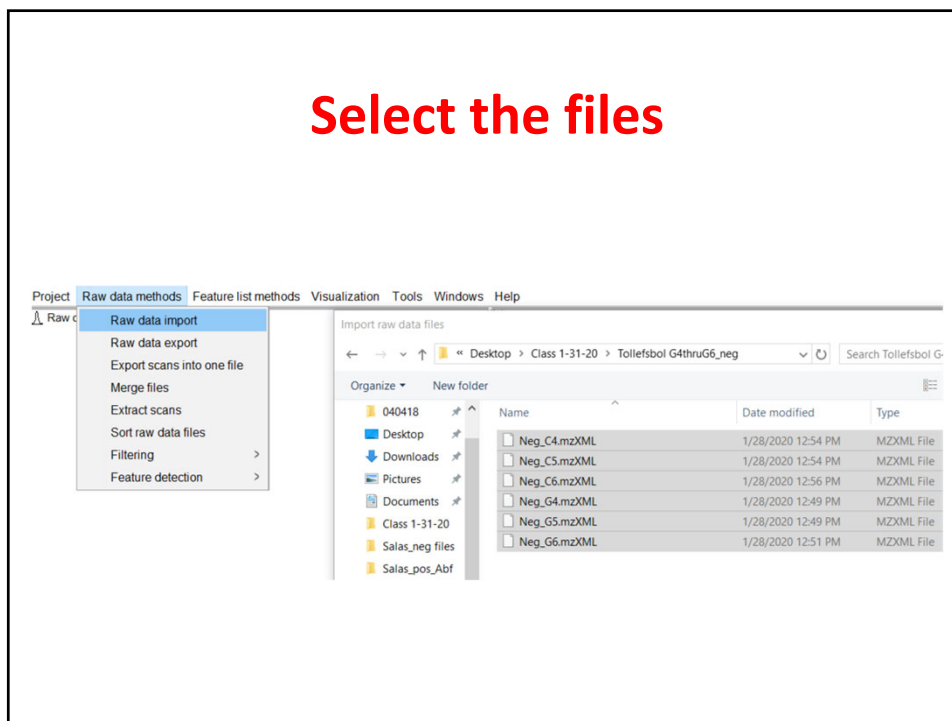 Select the files
Project Raw data methods Feature list methods Visualization Tools Windows Help
Raw d
Raw data import
Raw data export
Export scans into one file
Merge files
Extract scans
Sort raw data files
Filtering >
Feature detection >
Import raw data files
« Desktop > Class 1-31-20 > Tollefsbol G4thruG6_neg
Search Tollefsbol G
Organize New folder
040418
Desktop
Downloads
Pictures
Documents
Class 1-31-20
Salas_neg files
Salas_pos_Abf
Name Date modified Type
Neg_C4.mzXML 1/28/2020 12:54 PM MZXML File
Neg_C5.mzXML 1/28/2020 12:54 PM MZXML File
Neg_C6.mzXML 1/28/2020 12:56 PM MZXML File
Neg_G4.mzXML 1/28/2020 12:49 PM MZXML File
Neg_G5.mzXML 1/28/2020 12:49 PM MZXML File
Neg_G6.mzXML 1/28/2020 12:51 PM MZXML File